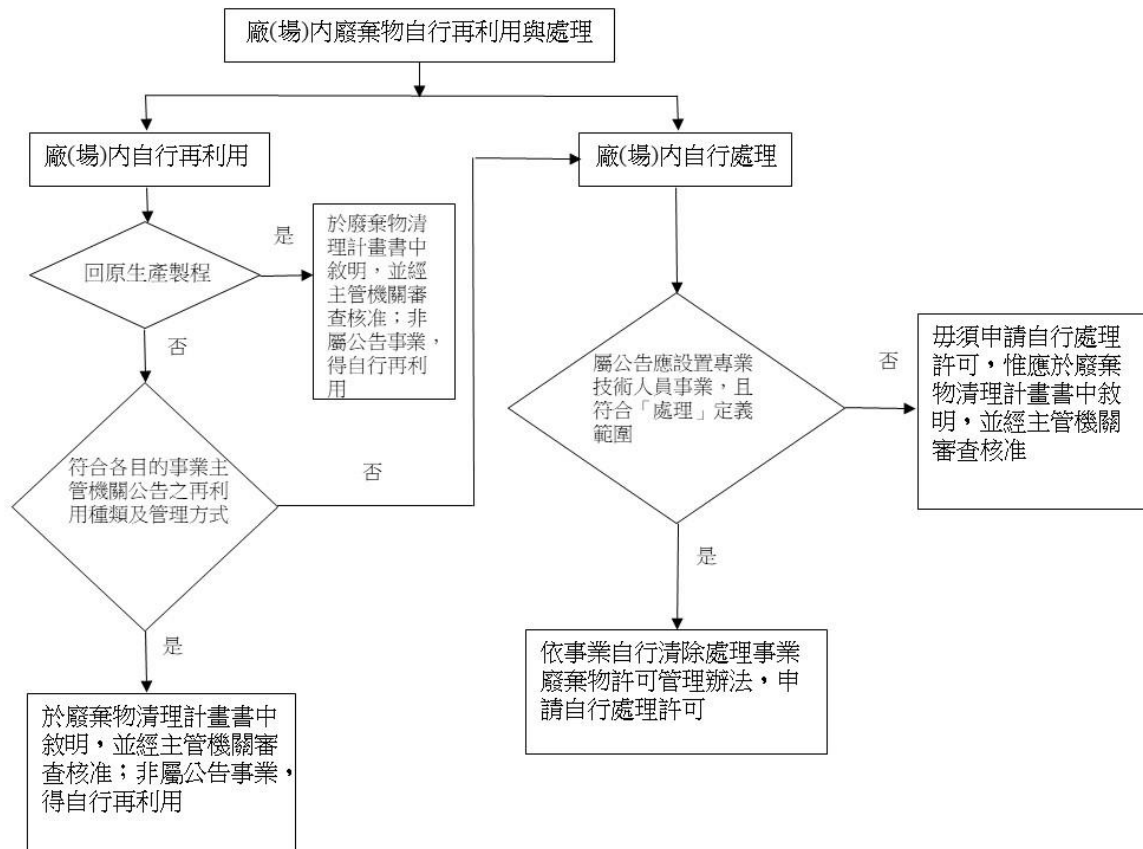 廠(場)內廢棄物自行再利用與處理
廠(場)內自行再利用
廠(場)內自行處理
回原生產製程
是
於廢棄物清
理計畫書中
敘明，並經
主管機關審
查核准；非
屬公告事業，
得自行再利
用
否
符合各目的事業主
管機關公告之再利
用種類及管理方式
否
是
於廢棄物清理計畫書中
敘明，並經主管機關審
查核准；非屬公告事業，
得自行再利用
屬公告應設置專業
技術人員事業，且
符合「處理」定義
範圍
否
毋須申請自行處理
許可，惟應於廢棄
物清理計畫書中敘
明，並經主管機關
審查核准
是
依事業自行清除處理事業
廢棄物許可管理辦法，申
請自行處理許可